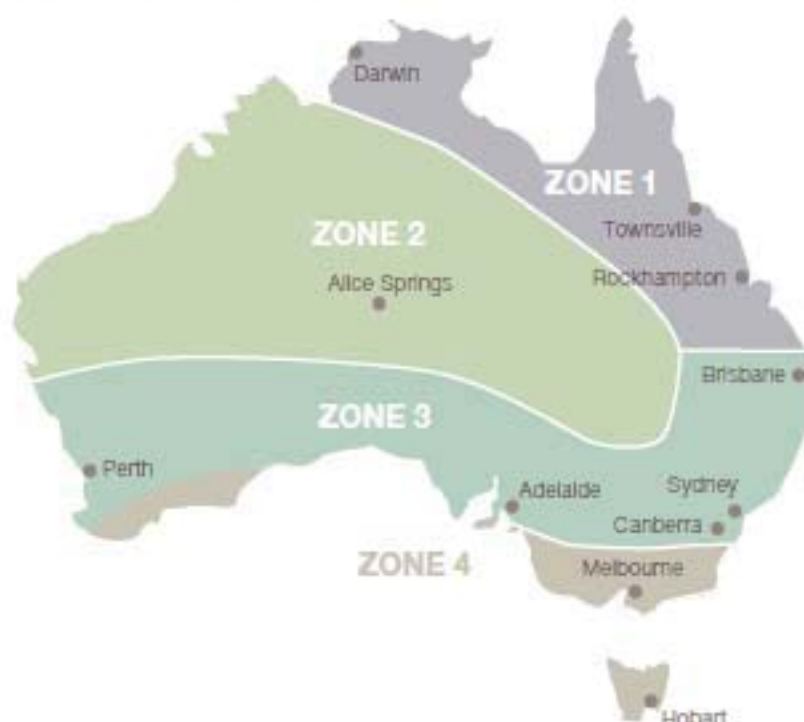 Darwin
ZONE 1
Townsville
ZONE 2
Rockhampton
Alice Springs
Brisbane
ZONE 3
Perth
Adelaide
Sydney
Canberra
ZONE 4
Melbourne
Hobart